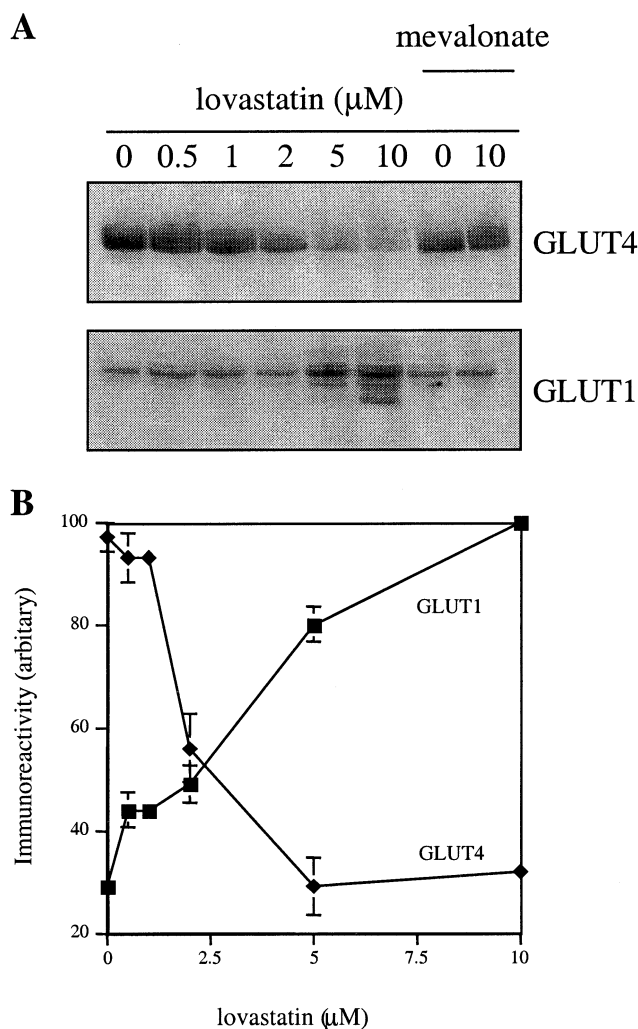 A
mevalonate
lovastatin (μM)
0 0.5 1 2 5 10 0 10
GLUT4
GLUT1
B
100
80
60
40
20
Immunoreactivity (arbitary)
GLUT1
GLUT4
0 2.5 5 7.5 10
lovastatin (μM)